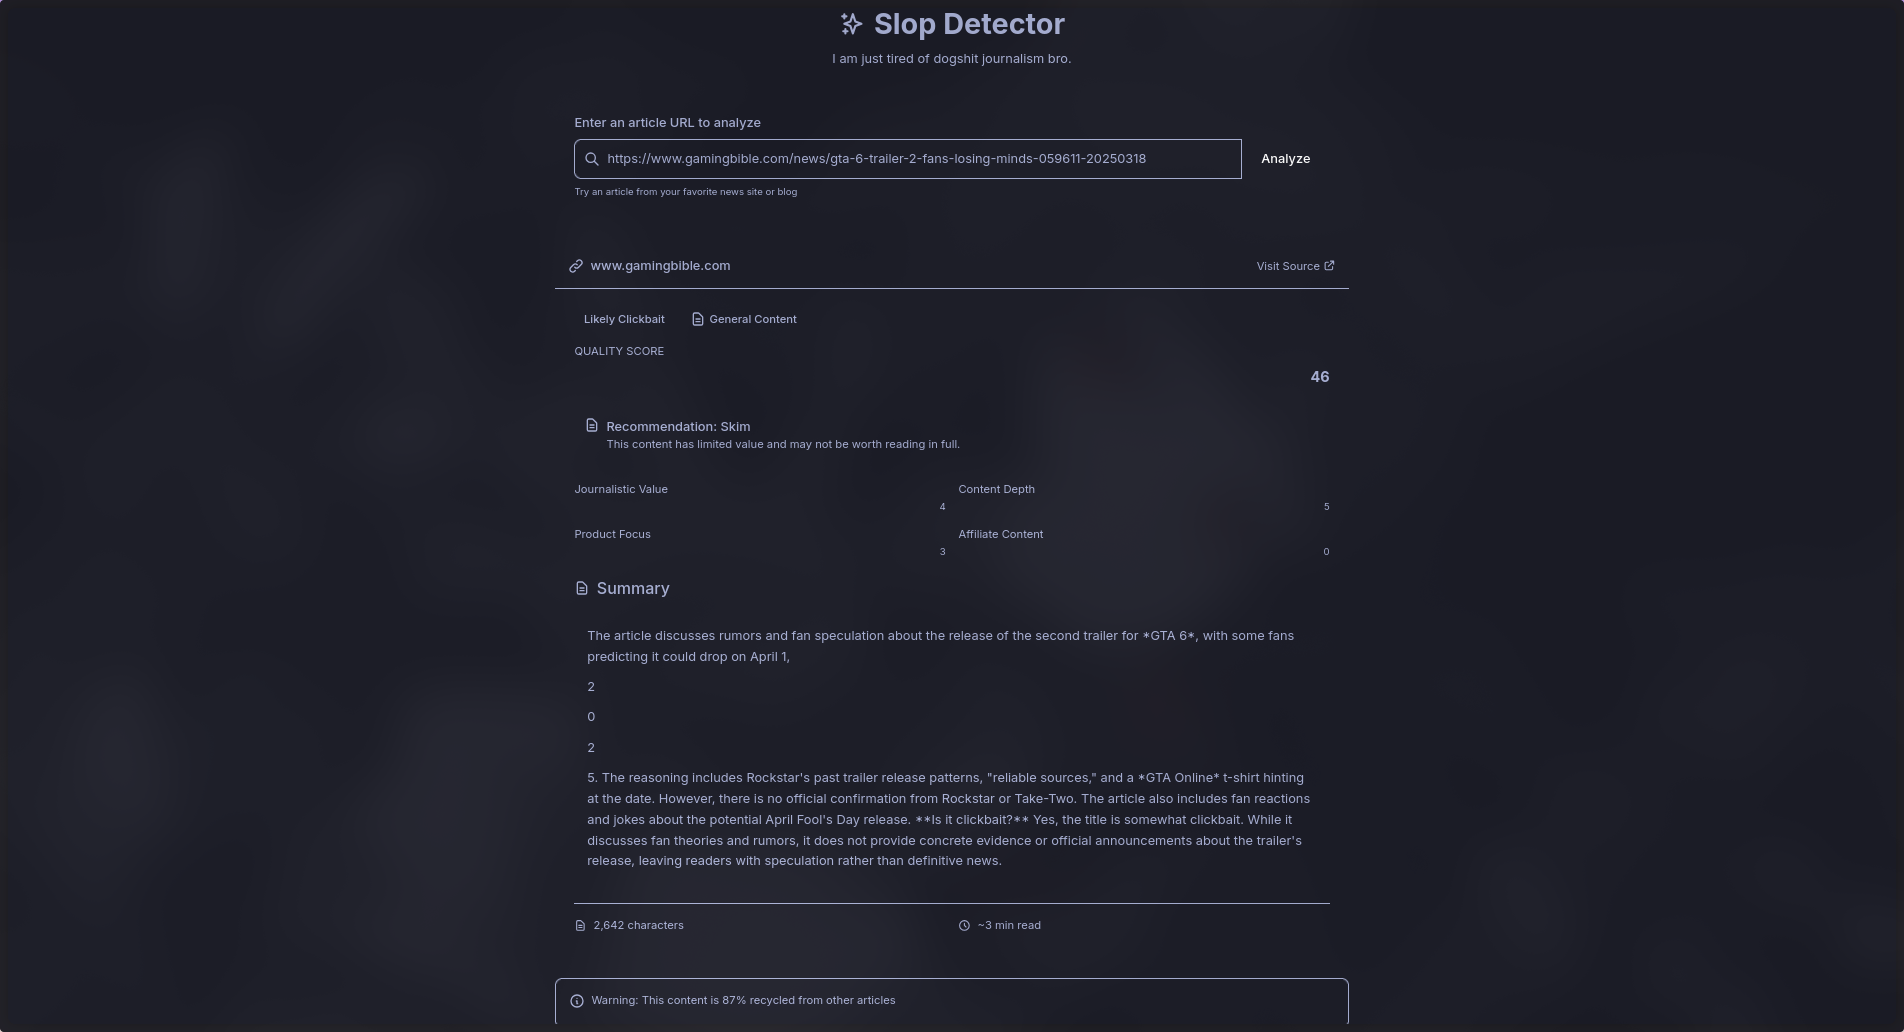 Slop Detector
I am just tired of dogshit journalism bro.
Enter an article URL to analyze
https://www.gamingbible.com/news/gta-6-trailer-2-fans-losing-minds-059611-20250318
Analyze
Try an article from your favorite news site or blog
www.gamingbible.com
Visit Source
Likely Clickbait
General Content
QUALITY SCORE
46
Recommendation: Skim
This content has limited value and may not be worth reading in full.
Journalistic Value
4
Content Depth
5
Product Focus
3
Affiliate Content
0
Summary
The article discusses rumors and fan speculation about the release of the second trailer for *GTA 6*, with some fans
predicting it could drop on April 1,
2
0
2
5. The reasoning includes Rockstar's past trailer release patterns, "reliable sources," and a *GTA Online* t-shirt hinting
at the date. However, there is no official confirmation from Rockstar or Take-Two. The article also includes fan reactions
and jokes about the potential April Fool's Day release. **Is it clickbait?** Yes, the title is somewhat clickbait. While it
discusses fan theories and rumors, it does not provide concrete evidence or official announcements about the trailer's
release, leaving readers with speculation rather than definitive news.
2,642 characters
~3 min read
Warning: This content is 87% recycled from other articles